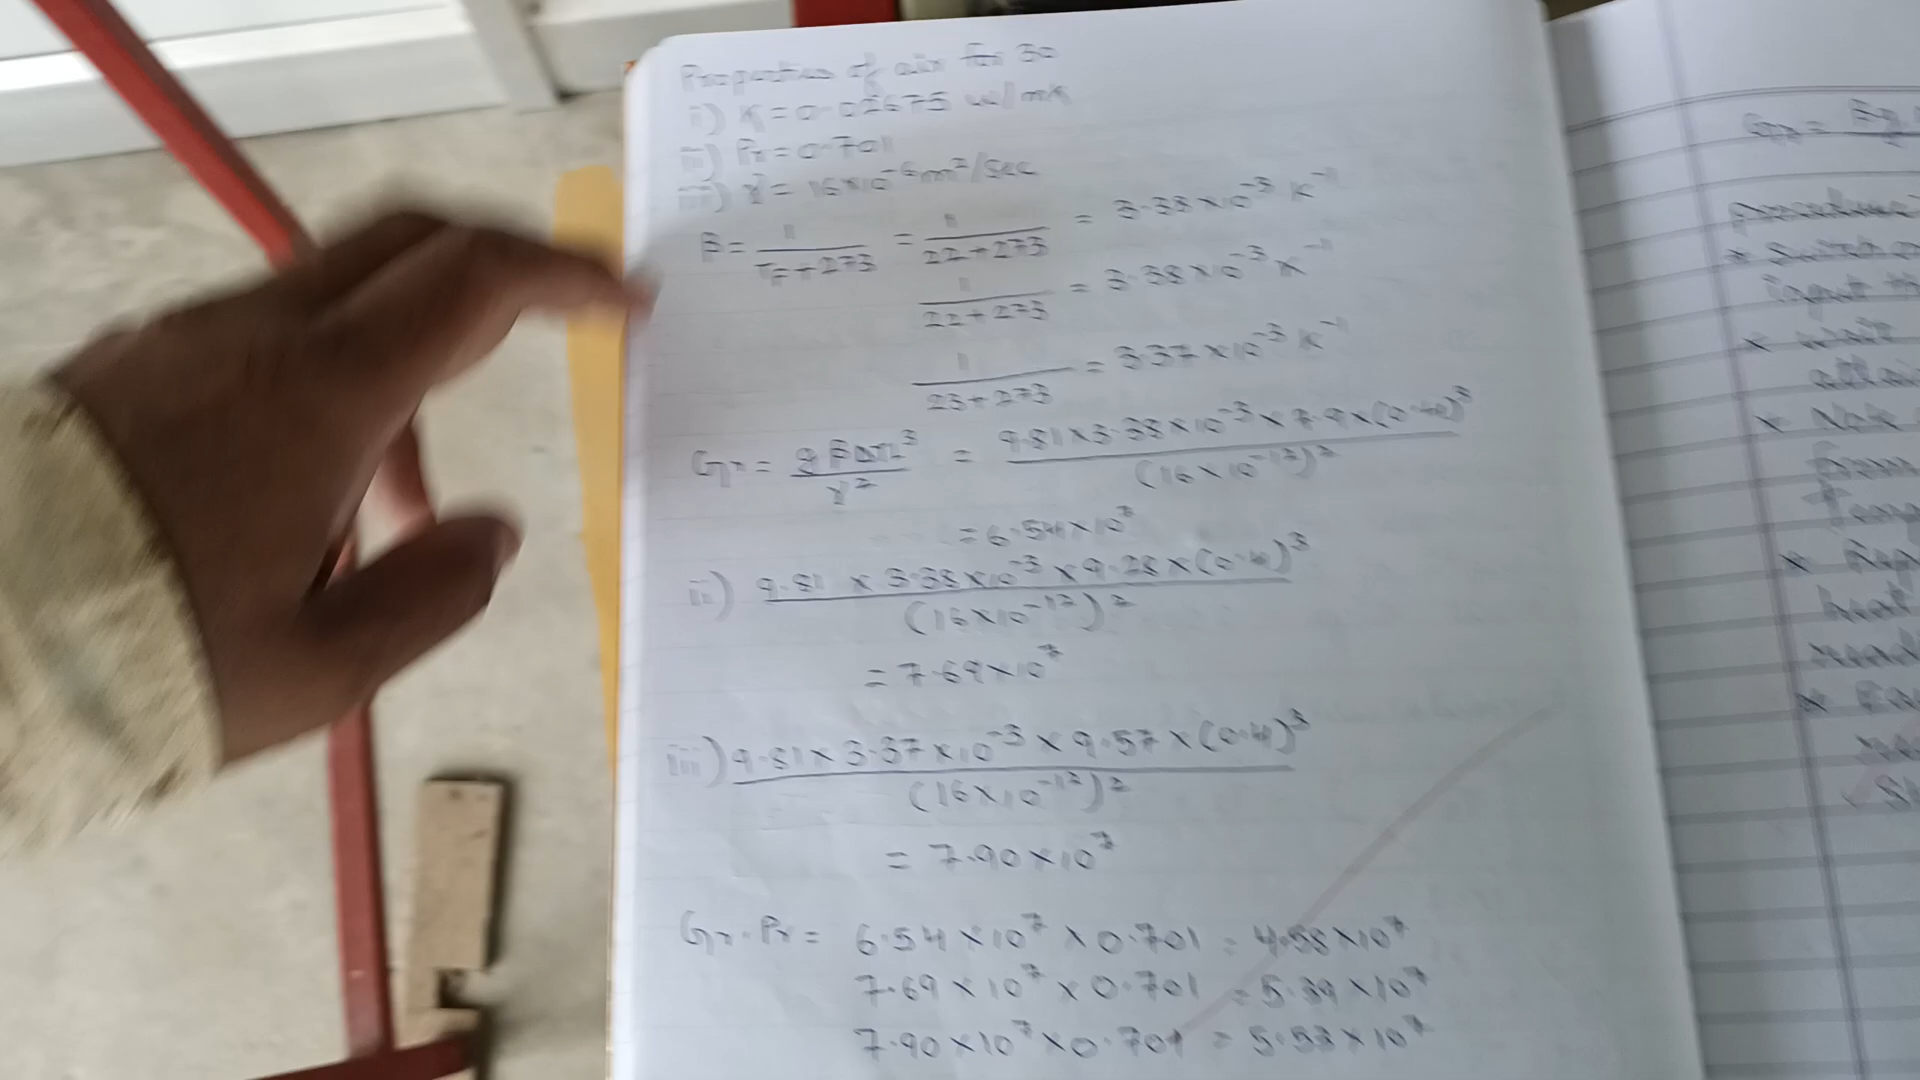 Properties of air for 30
i) K = 0.02675 w/mK
ii) Pr = 0.701
iii) γ = 16×10⁻⁶ m²/Sec
β = 1/(TF+273) = 1/(22+273) = 3.38×10⁻³ K⁻¹
1/(22+273) = 3.38×10⁻³ K⁻¹
1/(23+273) = 3.37×10⁻³ K⁻¹
Gr = gβΔTL³/γ² = 9.81×3.38×10⁻³×7.9×(0.4)³/(16×10⁻¹²)²
= 6.54×10⁷
ii) 9.81 × 3.38×10⁻³×9.28×(0.4)³/(16×10⁻¹²)²
= 7.69×10⁷
iii) 9.81×3.37×10⁻³×9.57×(0.4)³/(16×10⁻¹²)²
= 7.90×10⁷
Gr.Pr = 6.54×10⁷ × 0.701 = 4.58×10⁷
7.69×10⁷ × 0.701 = 5.39×10⁷
7.90×10⁷×0.701 = 5.53×10⁷
Gr =
procedure
* Switch
* Note